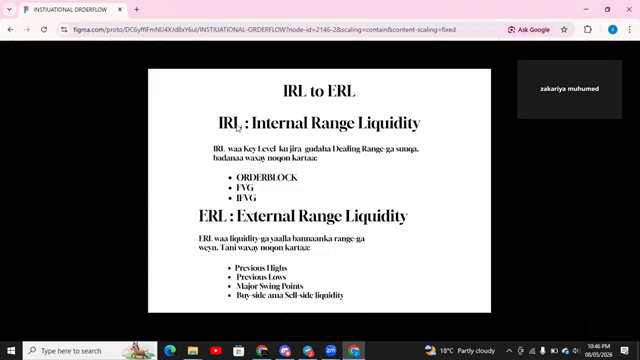 INSTIUATIONAL ORDERFLOW
figma.com/proto/DC6yffiFmNIJ4XJdBxY6ut/INSTIUATIONAL-ORDERFLOW?node-id=2146-2&scaling=contain&content-scaling=fixed
Ask Google
zakariya muhumed
IRL to ERL
IRL : Internal Range Liquidity
IRL waa Key Level ku jira gudaha Dealing Range-ga suuqa,
badanaa waxay noqon kartaa:
• ORDERBLOCK
• FVG
• IFVG
ERL : External Range Liquidity
ERL waa liquidity-ga yaalla bannaanka range-ga
weyn, Tani waxay noqon kartaa:
• Previous Highs
• Previous Lows
• Major Swing Points
• Buy-side ama Sell-side liquidity
Type here to search
zm
18°C Partly cloudy
10:46 PM
08/05/2026